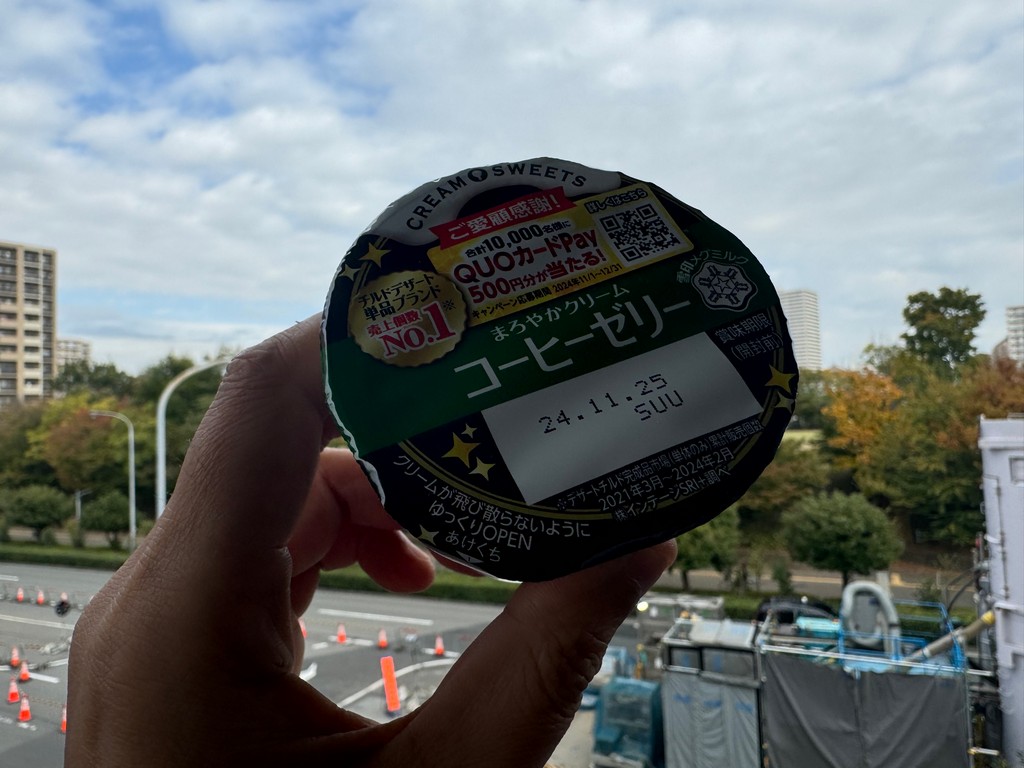 CREAM SWEETS
ご愛顧感謝!
詳しくはこちら
合計10,000名様に
QUOカードPay
500円分が当たる!
キャンペーン応募期間 2024年11/1~12/31
チルドデザート
単品ブランド※
売上個数
No.1
雪印メグミルク
まろやかクリーム
コーヒーゼリー
賞味期限
(開封前)
24.11.25
SUU
※デザートチルド完成品市場(単体のみ)累計販売個数
2021年3月~2024年2月
㈱インテージSRI+調べ
クリームが飛び散らないように
ゆっくりOPEN
あけくち